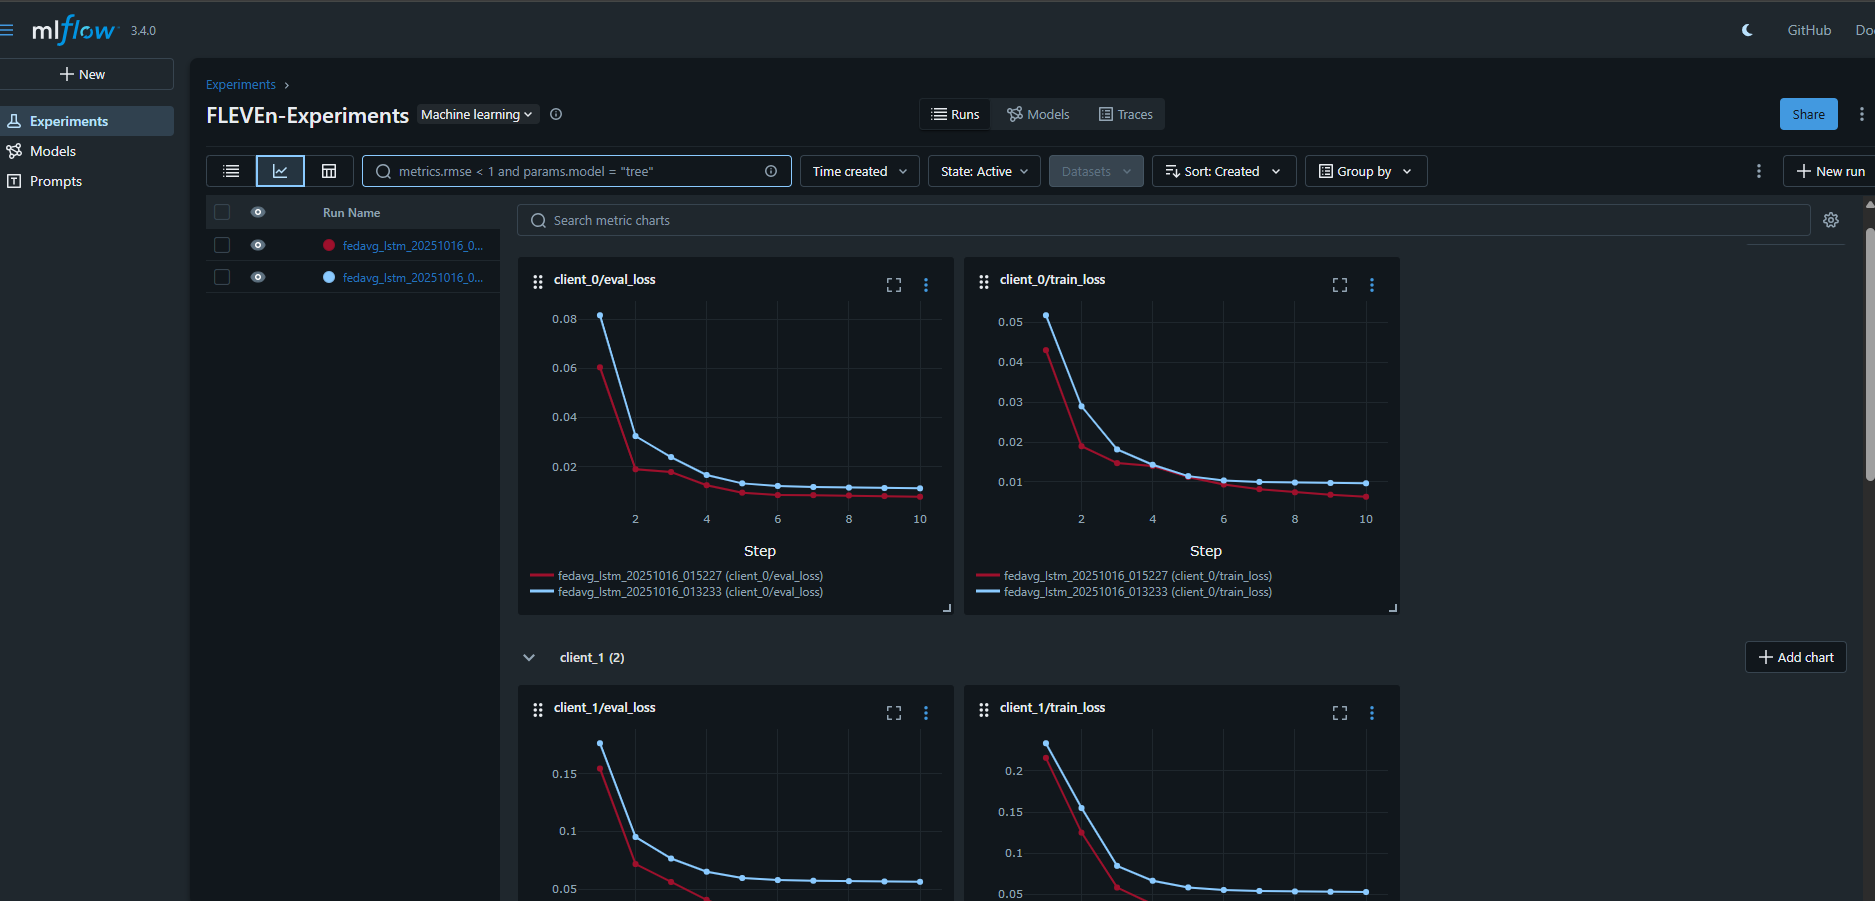 mlflow 3.4.0
GitHub
Doc
New
Experiments
Models
Prompts
Experiments
FLEVEn-Experiments
Machine learning
Runs
Models
Traces
Share
metrics.rmse < 1 and params.model = "tree"
Time created
State: Active
Datasets
Sort: Created
Group by
New run
Run Name
fedavg_lstm_20251016_0...
fedavg_lstm_20251016_0...
Search metric charts
client_0/eval_loss
0.08
0.06
0.04
0.02
2 4 6 8 10
Step
fedavg_lstm_20251016_015227 (client_0/eval_loss)
fedavg_lstm_20251016_013233 (client_0/eval_loss)
client_0/train_loss
0.05
0.04
0.03
0.02
0.01
2 4 6 8 10
Step
fedavg_lstm_20251016_015227 (client_0/train_loss)
fedavg_lstm_20251016_013233 (client_0/train_loss)
client_1 (2)
Add chart
client_1/eval_loss
0.15
0.1
0.05
client_1/train_loss
0.2
0.15
0.1
0.05